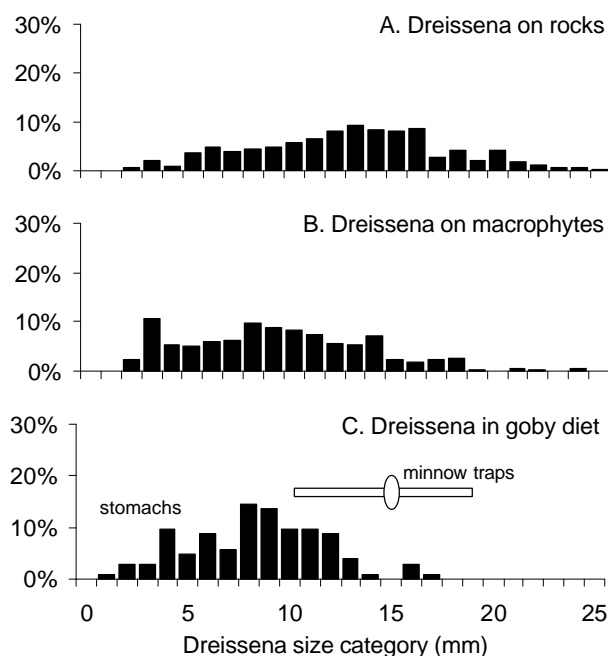 30%
A. Dreissena on rocks
20%
10%
0%
30%
B. Dreissena on macrophytes
20%
10%
0%
30%
C. Dreissena in goby diet
20%
minnow traps
stomachs
10%
0%
0 5 10 15 20 25
Dreissena size category (mm)